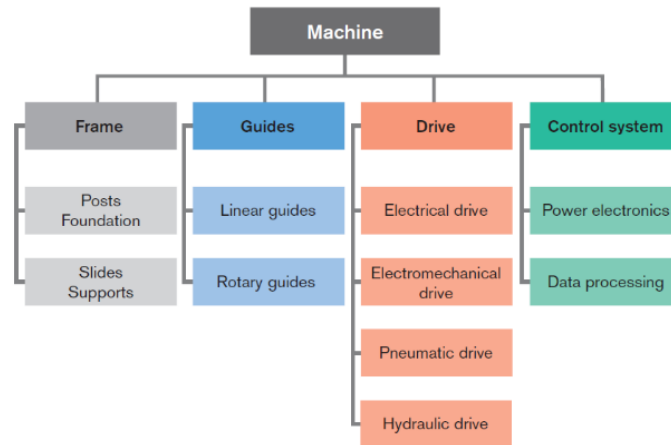 Machine
Frame
Guides
Drive
Control system
Posts
Foundation
Linear guides
Electrical drive
Power electronics
Slides
Supports
Rotary guides
Electromechanical
drive
Data processing
Pneumatic drive
Hydraulic drive